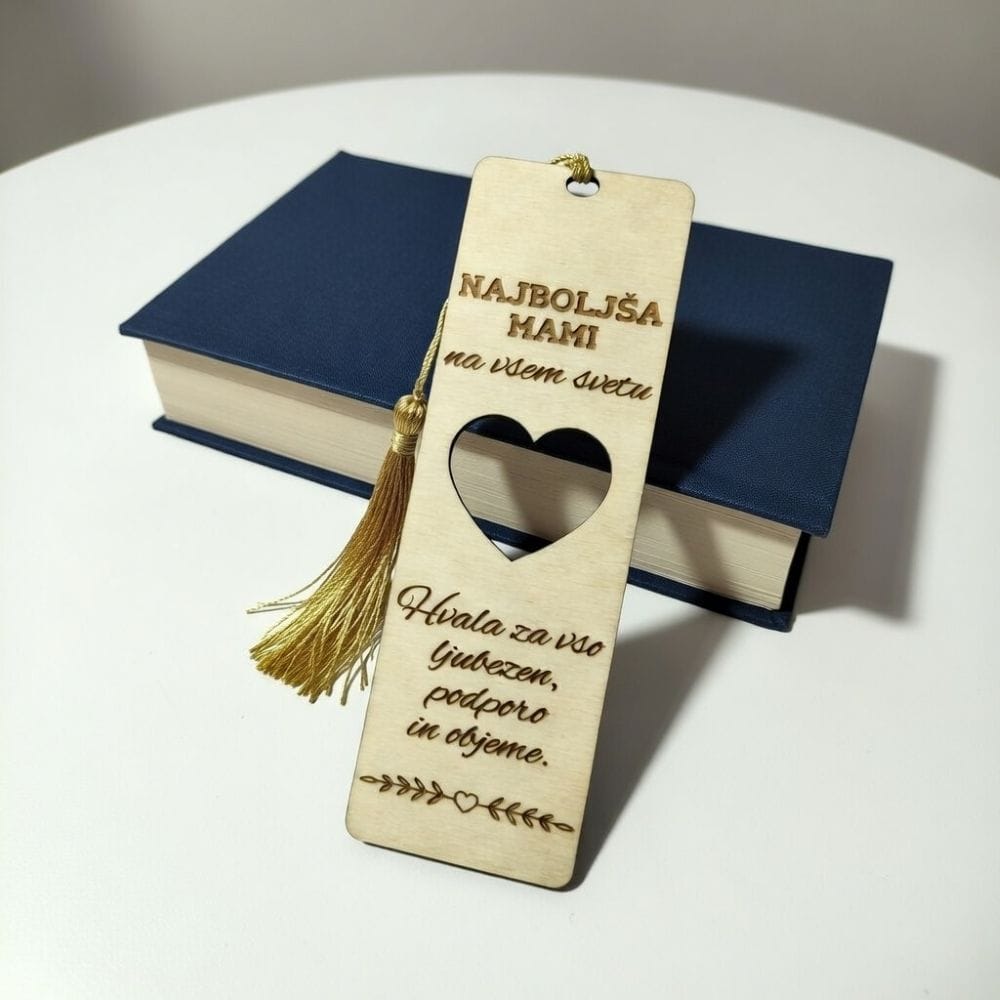 NAJBOLJŠA
MAMI
na vsem svetu
Hvala za vso
ljubezen,
podporo
in objeme.